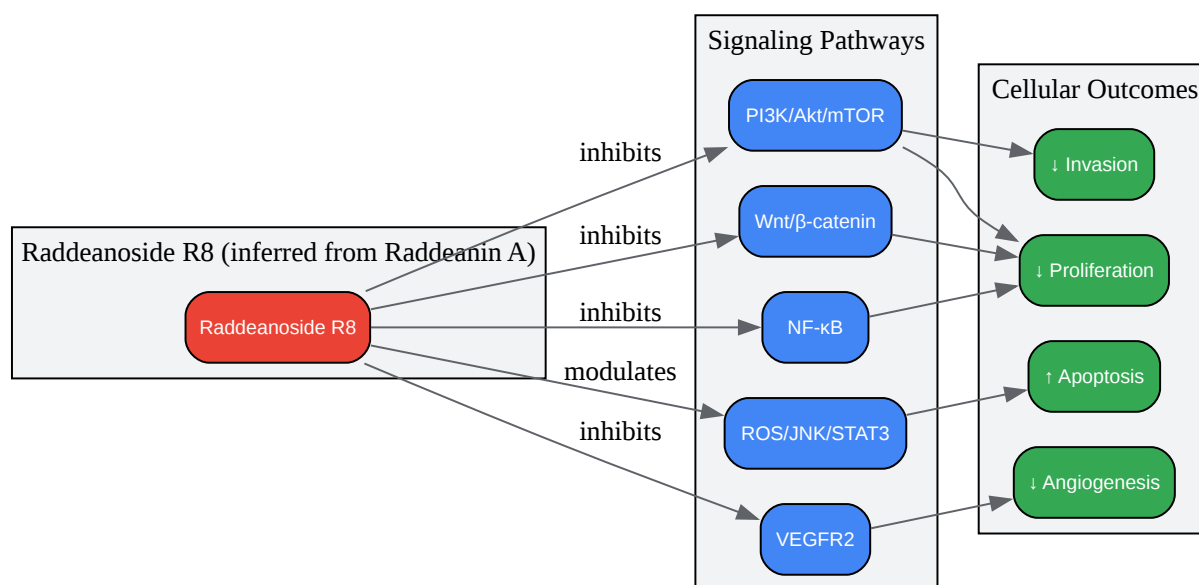 Signaling Pathways
Cellular Outcomes
PI3K/Akt/mTOR
inhibits
↓ Invasion
Wnt/β-catenin
inhibits
Raddeanoside R8 (inferred from Raddeanin A)
↓ Proliferation
Raddeanoside R8
inhibits
NF-κB
modulates
↑ Apoptosis
ROS/JNK/STAT3
inhibits
↓ Angiogenesis
VEGFR2